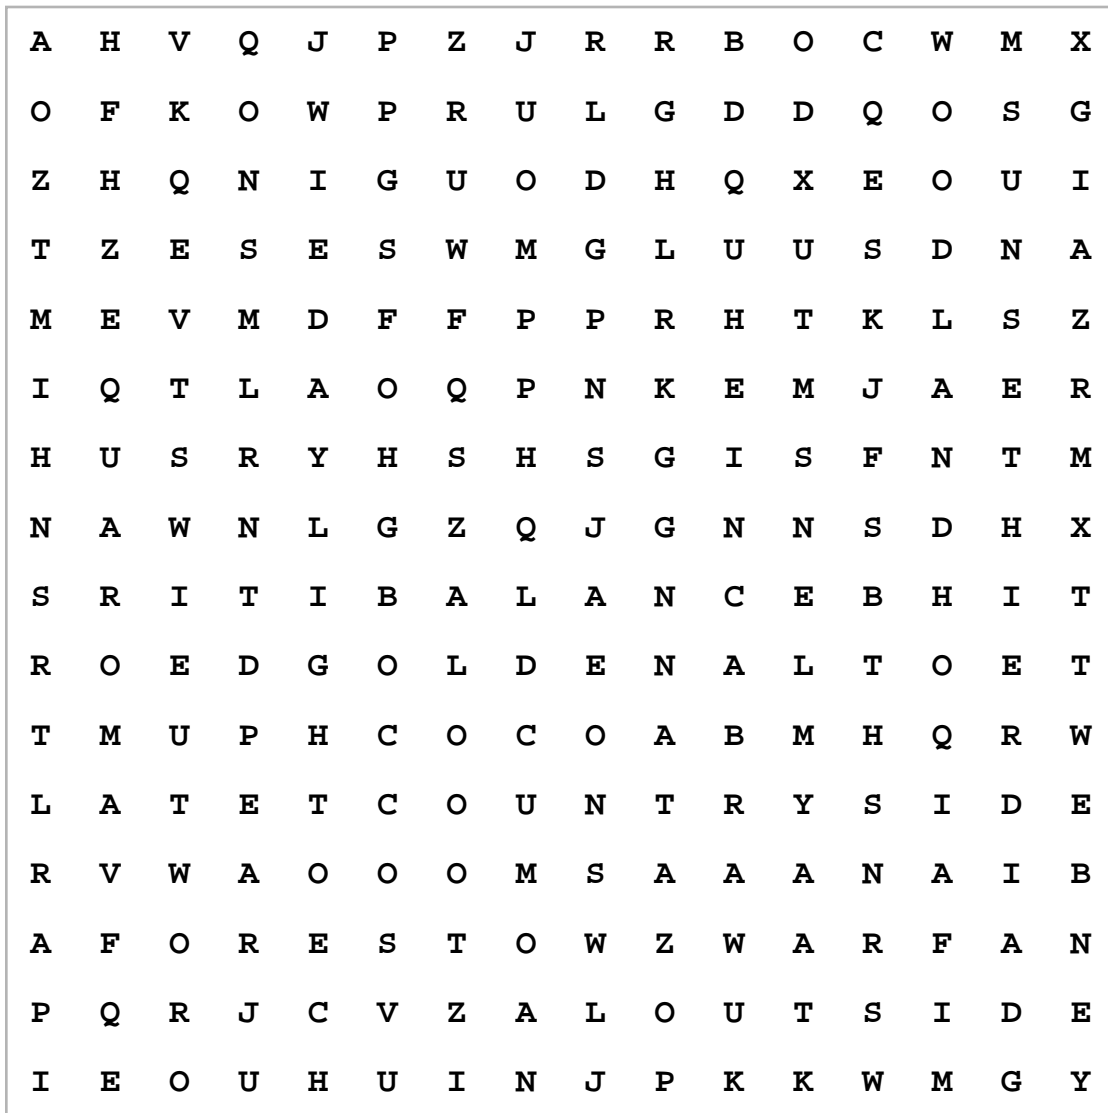 A H V Q J P Z J R R B O C W M X
O F K O W P R U L G D D Q O S G
Z H Q N I G U O D H Q X E O U I
T Z E S E S W M G L U U S D N A
M E V M D F F P P R H T K L S Z
I Q T L A O Q P N K E M J A E R
H U S R Y H S H S G I S F N T M
N A W N L G Z Q J G N N S D H X
S R I T I B A L A N C E B H I T
R O E D G O L D E N A L T O E T
T M U P H C O C O A B M H Q R W
L A T E T C O U N T R Y S I D E
R V W A O O O M S A A A N A I B
A F O R E S T O W Z W A R F A N
P Q R J C V Z A L O U T S I D E
I E O U H U I N J P K K W M G Y